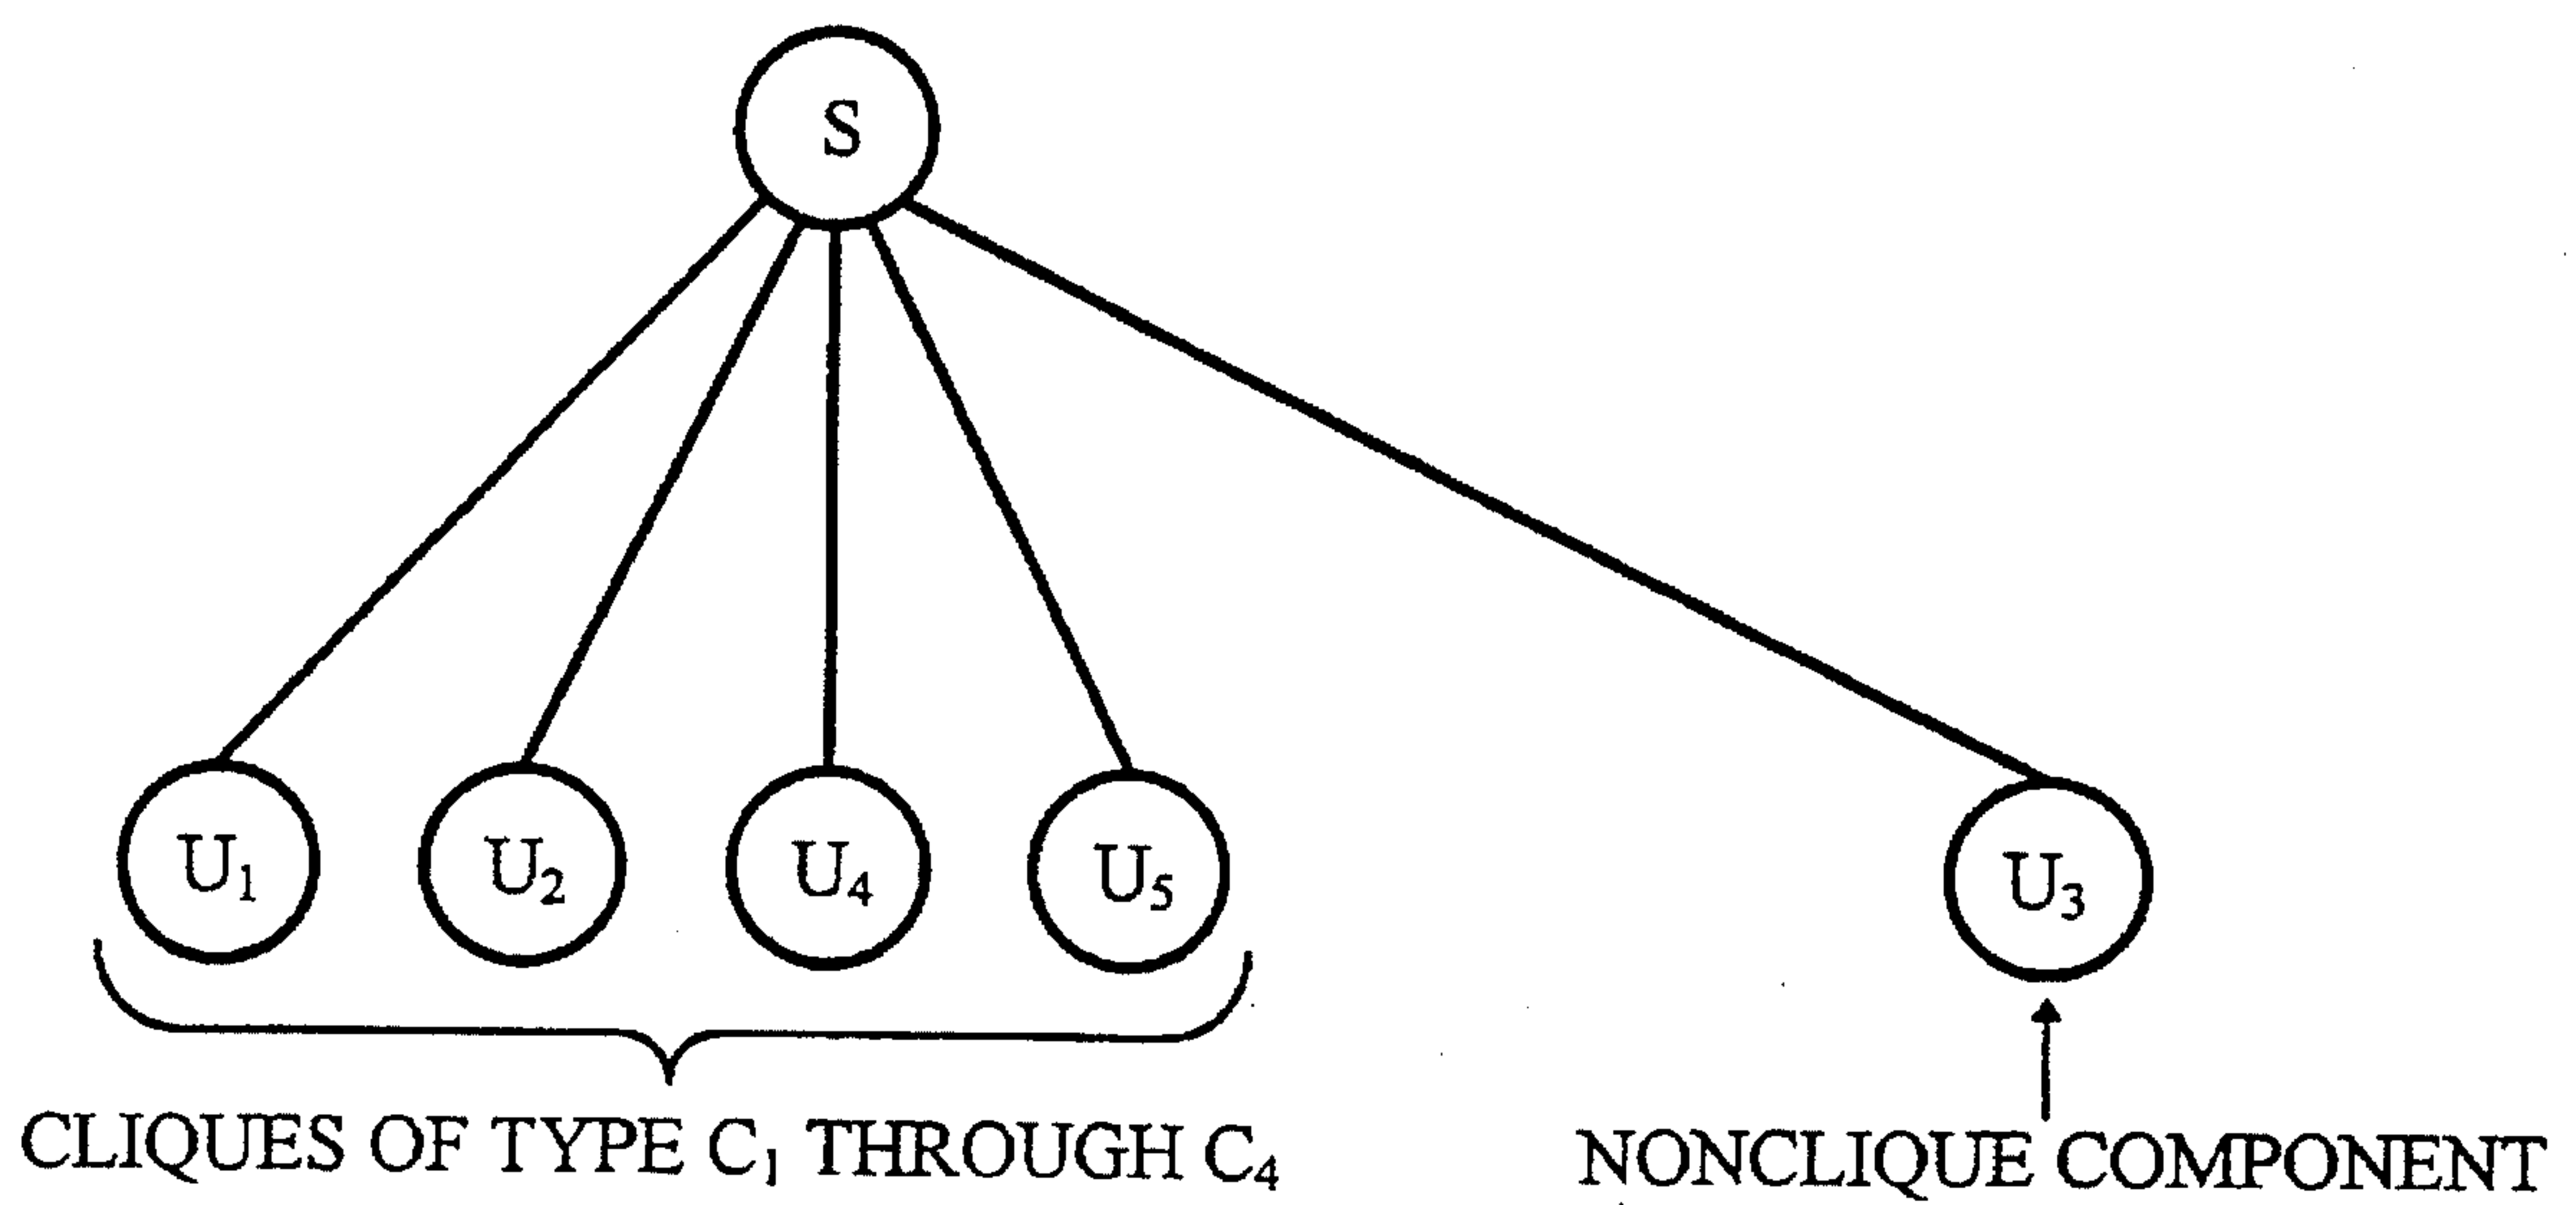 S
U₁ U₂ U₄ U₅ U₃
CLIQUES OF TYPE C₁ THROUGH C₄ NONCLIQUE COMPONENT